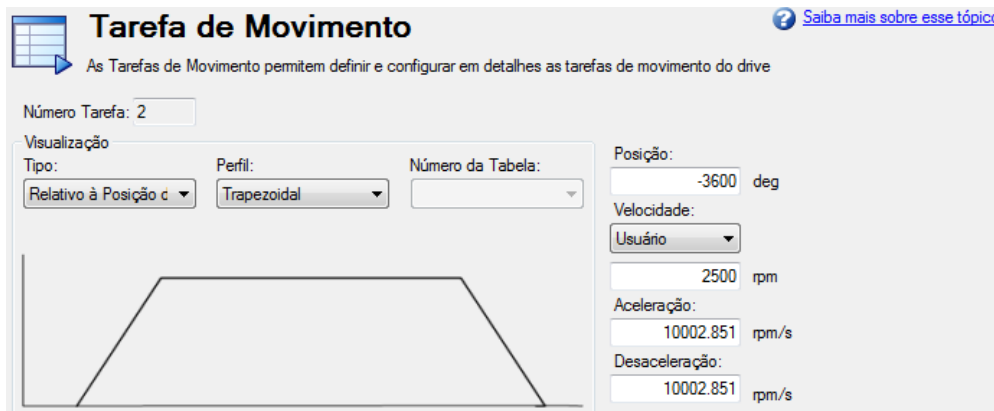 Tarefa de Movimento
Saiba mais sobre esse tópico
As Tarefas de Movimento permitem definir e configurar em detalhes as tarefas de movimento do drive
Número Tarefa: 2
Visualização
Tipo: Perfil: Número da Tabela:
Relativo à Posição d Trapezoidal
Posição:
-3600 deg
Velocidade:
Usuário
2500 rpm
Aceleração:
10002.851 rpm/s
Desaceleração:
10002.851 rpm/s